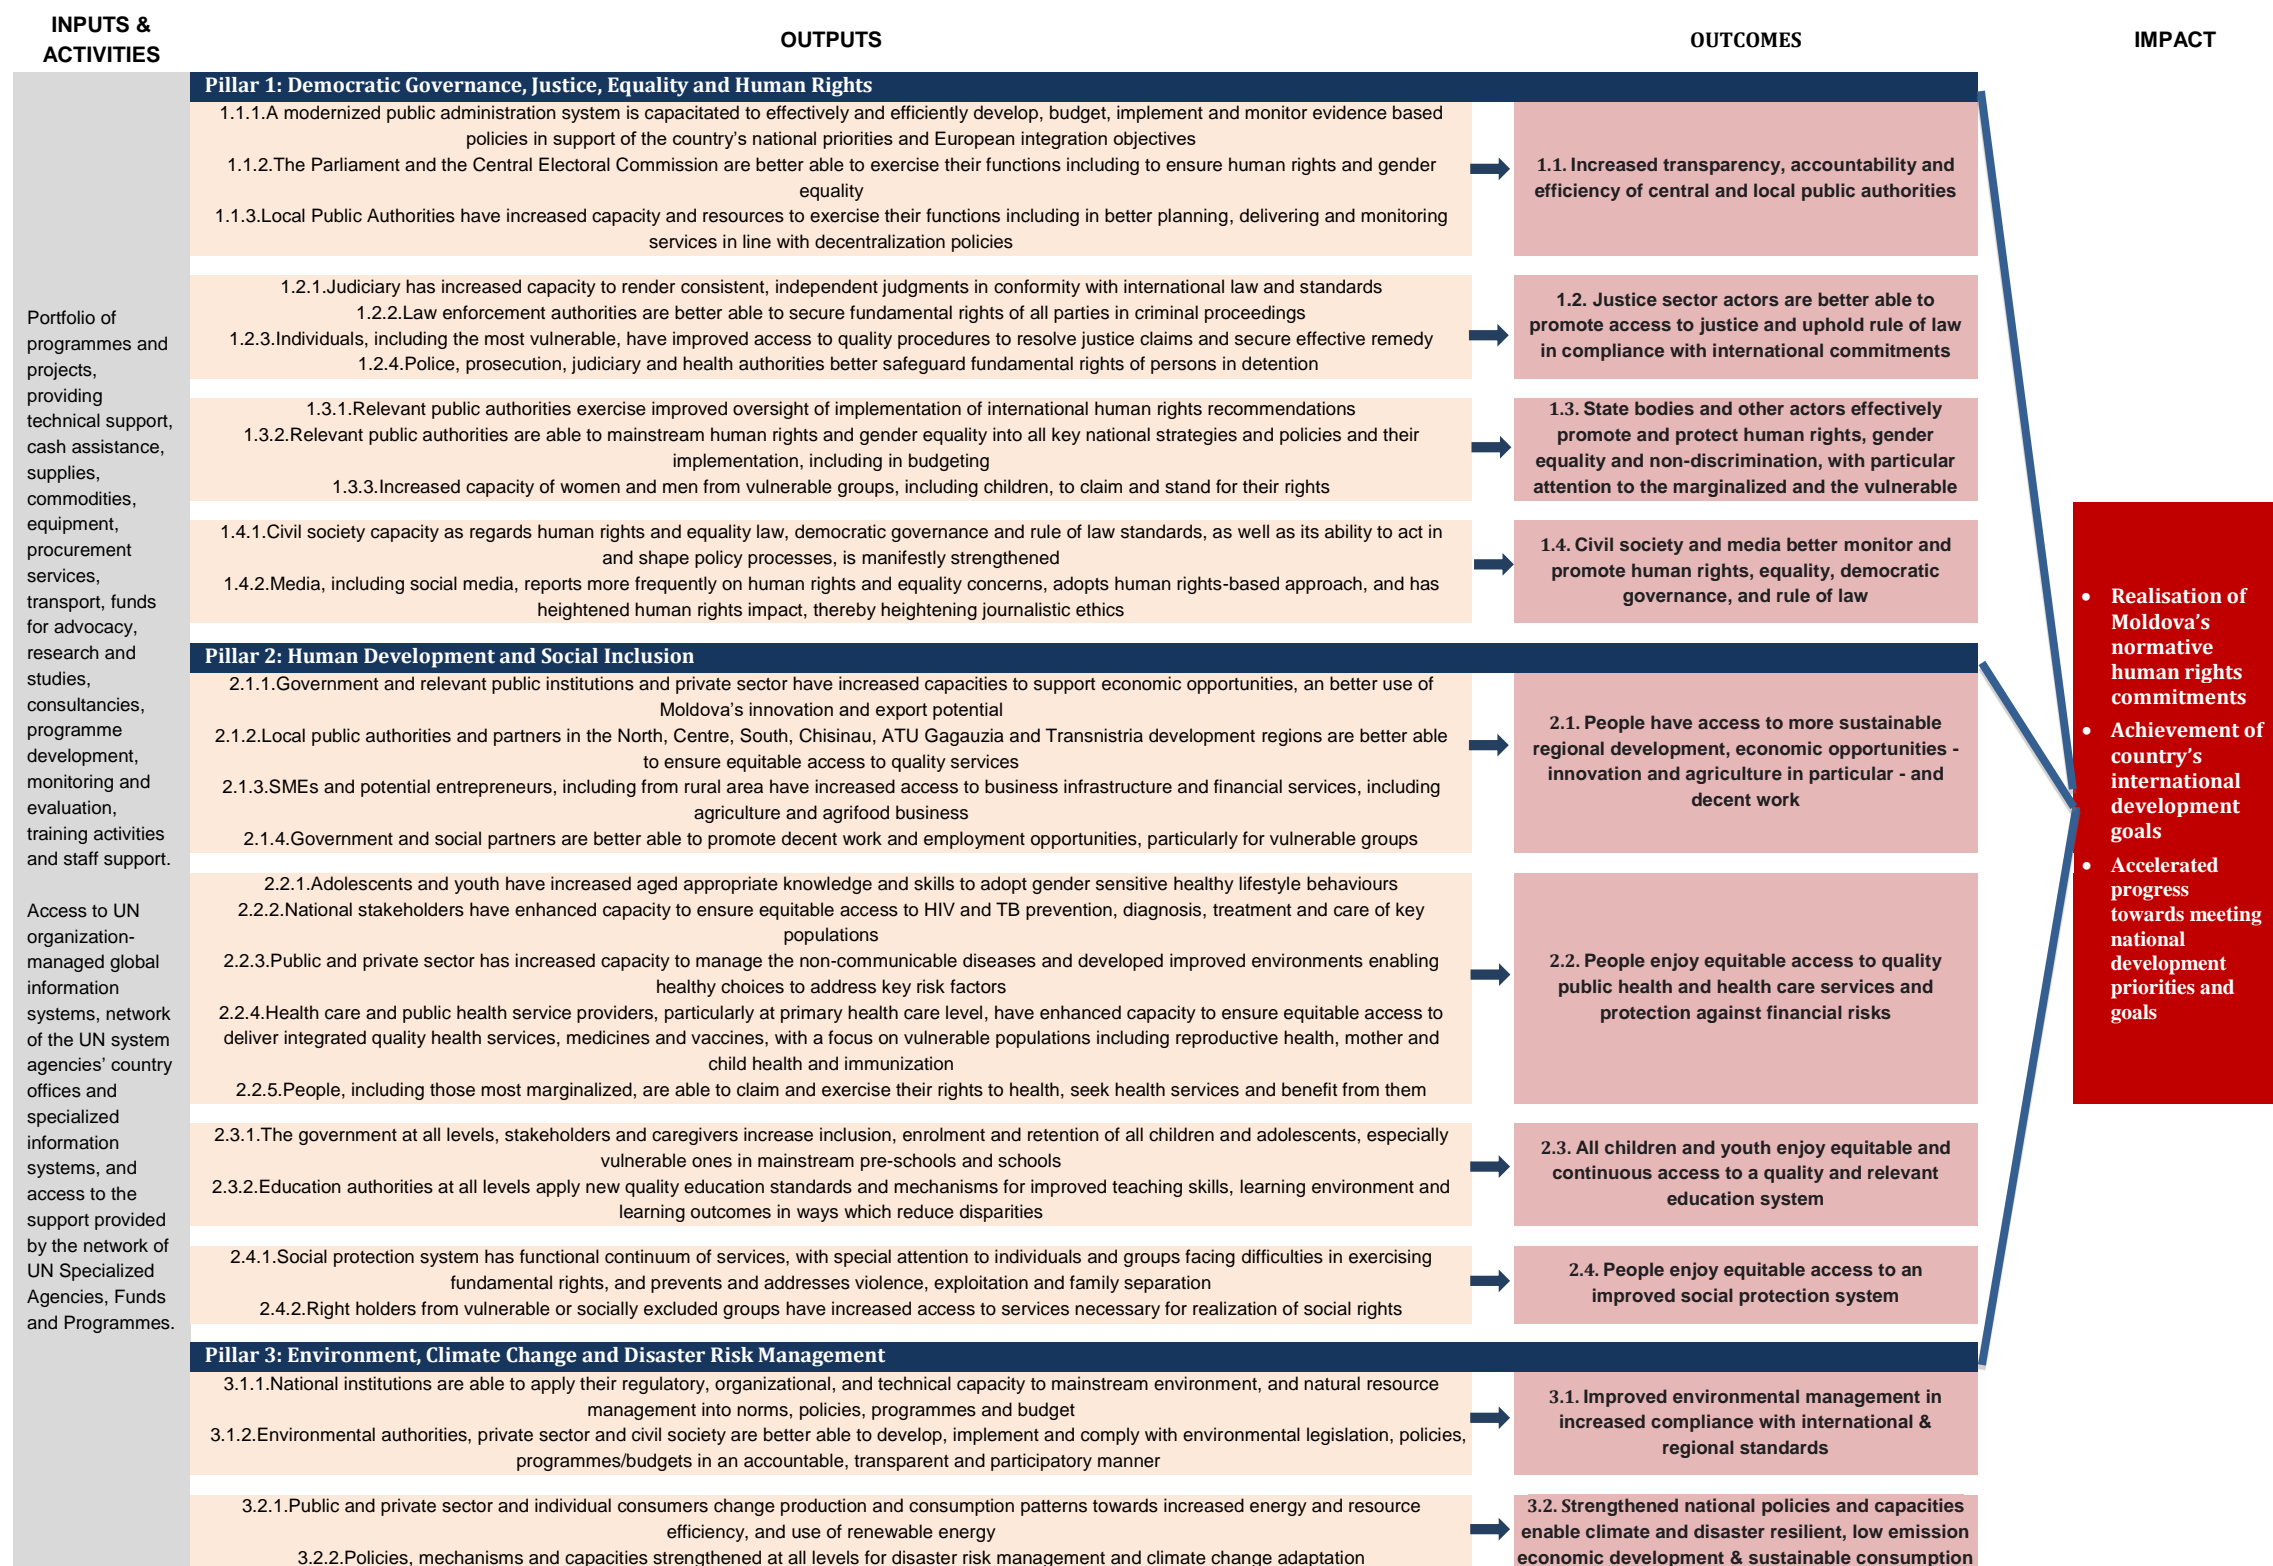 INPUTS &
ACTIVITIES
OUTPUTS
OUTCOMES
IMPACT
Portfolio of
programmes and
projects,
providing
technical support,
cash assistance,
supplies,
commodities,
equipment,
procurement
services,
transport, funds
for advocacy,
research and
studies,
consultancies,
programme
development,
monitoring and
evaluation,
training activities
and staff support.
Access to UN
organization-
managed global
information
systems, network
of the UN system
agencies’ country
offices and
specialized
information
systems, and
access to the
support provided
by the network of
UN Specialized
Agencies, Funds
and Programmes.
Pillar 1: Democratic Governance, Justice, Equality and Human Rights
1.1.1.A modernized public administration system is capacitated to effectively and efficiently develop, budget, implement and monitor evidence based
policies in support of the country’s national priorities and European integration objectives
1.1.2.The Parliament and the Central Electoral Commission are better able to exercise their functions including to ensure human rights and gender
equality
1.1.3.Local Public Authorities have increased capacity and resources to exercise their functions including in better planning, delivering and monitoring
services in line with decentralization policies
1.1. Increased transparency, accountability and
efficiency of central and local public authorities
1.2.1.Judiciary has increased capacity to render consistent, independent judgments in conformity with international law and standards
1.2.2.Law enforcement authorities are better able to secure fundamental rights of all parties in criminal proceedings
1.2.3.Individuals, including the most vulnerable, have improved access to quality procedures to resolve justice claims and secure effective remedy
1.2.4.Police, prosecution, judiciary and health authorities better safeguard fundamental rights of persons in detention
1.2. Justice sector actors are better able to
promote access to justice and uphold rule of law
in compliance with international commitments
1.3.1.Relevant public authorities exercise improved oversight of implementation of international human rights recommendations
1.3.2.Relevant public authorities are able to mainstream human rights and gender equality into all key national strategies and policies and their
implementation, including in budgeting
1.3.3.Increased capacity of women and men from vulnerable groups, including children, to claim and stand for their rights
1.3. State bodies and other actors effectively
promote and protect human rights, gender
equality and non-discrimination, with particular
attention to the marginalized and the vulnerable
1.4.1.Civil society capacity as regards human rights and equality law, democratic governance and rule of law standards, as well as its ability to act in
and shape policy processes, is manifestly strengthened
1.4.2.Media, including social media, reports more frequently on human rights and equality concerns, adopts human rights-based approach, and has
heightened human rights impact, thereby heightening journalistic ethics
1.4. Civil society and media better monitor and
promote human rights, equality, democratic
governance, and rule of law
Pillar 2: Human Development and Social Inclusion
2.1.1.Government and relevant public institutions and private sector have increased capacities to support economic opportunities, an better use of
Moldova’s innovation and export potential
2.1.2.Local public authorities and partners in the North, Centre, South, Chisinau, ATU Gagauzia and Transnistria development regions are better able
to ensure equitable access to quality services
2.1.3.SMEs and potential entrepreneurs, including from rural area have increased access to business infrastructure and financial services, including
agriculture and agrifood business
2.1.4.Government and social partners are better able to promote decent work and employment opportunities, particularly for vulnerable groups
2.1. People have access to more sustainable
regional development, economic opportunities -
innovation and agriculture in particular - and
decent work
2.2.1.Adolescents and youth have increased aged appropriate knowledge and skills to adopt gender sensitive healthy lifestyle behaviours
2.2.2.National stakeholders have enhanced capacity to ensure equitable access to HIV and TB prevention, diagnosis, treatment and care of key
populations
2.2.3.Public and private sector has increased capacity to manage the non-communicable diseases and developed improved environments enabling
healthy choices to address key risk factors
2.2.4.Health care and public health service providers, particularly at primary health care level, have enhanced capacity to ensure equitable access to
deliver integrated quality health services, medicines and vaccines, with a focus on vulnerable populations including reproductive health, mother and
child health and immunization
2.2.5.People, including those most marginalized, are able to claim and exercise their rights to health, seek health services and benefit from them
2.2. People enjoy equitable access to quality
public health and health care services and
protection against financial risks
2.3.1.The government at all levels, stakeholders and caregivers increase inclusion, enrolment and retention of all children and adolescents, especially
vulnerable ones in mainstream pre-schools and schools
2.3.2.Education authorities at all levels apply new quality education standards and mechanisms for improved teaching skills, learning environment and
learning outcomes in ways which reduce disparities
2.3. All children and youth enjoy equitable and
continuous access to a quality and relevant
education system
2.4.1.Social protection system has functional continuum of services, with special attention to individuals and groups facing difficulties in exercising
fundamental rights, and prevents and addresses violence, exploitation and family separation
2.4.2.Right holders from vulnerable or socially excluded groups have increased access to services necessary for realization of social rights
2.4. People enjoy equitable access to an
improved social protection system
Pillar 3: Environment, Climate Change and Disaster Risk Management
3.1.1.National institutions are able to apply their regulatory, organizational, and technical capacity to mainstream environment, and natural resource
management into norms, policies, programmes and budget
3.1.2.Environmental authorities, private sector and civil society are better able to develop, implement and comply with environmental legislation, policies,
programmes/budgets in an accountable, transparent and participatory manner
3.1. Improved environmental management in
increased compliance with international &
regional standards
3.2.1.Public and private sector and individual consumers change production and consumption patterns towards increased energy and resource
efficiency, and use of renewable energy
3.2.2.Policies, mechanisms and capacities strengthened at all levels for disaster risk management and climate change adaptation
3.2. Strengthened national policies and capacities
enable climate and disaster resilient, low emission
economic development & sustainable consumption
• Realisation of
Moldova’s
normative
human rights
commitments
• Achievement of
country’s
international
development
goals
• Accelerated
progress
towards meeting
national
development
priorities and
goals